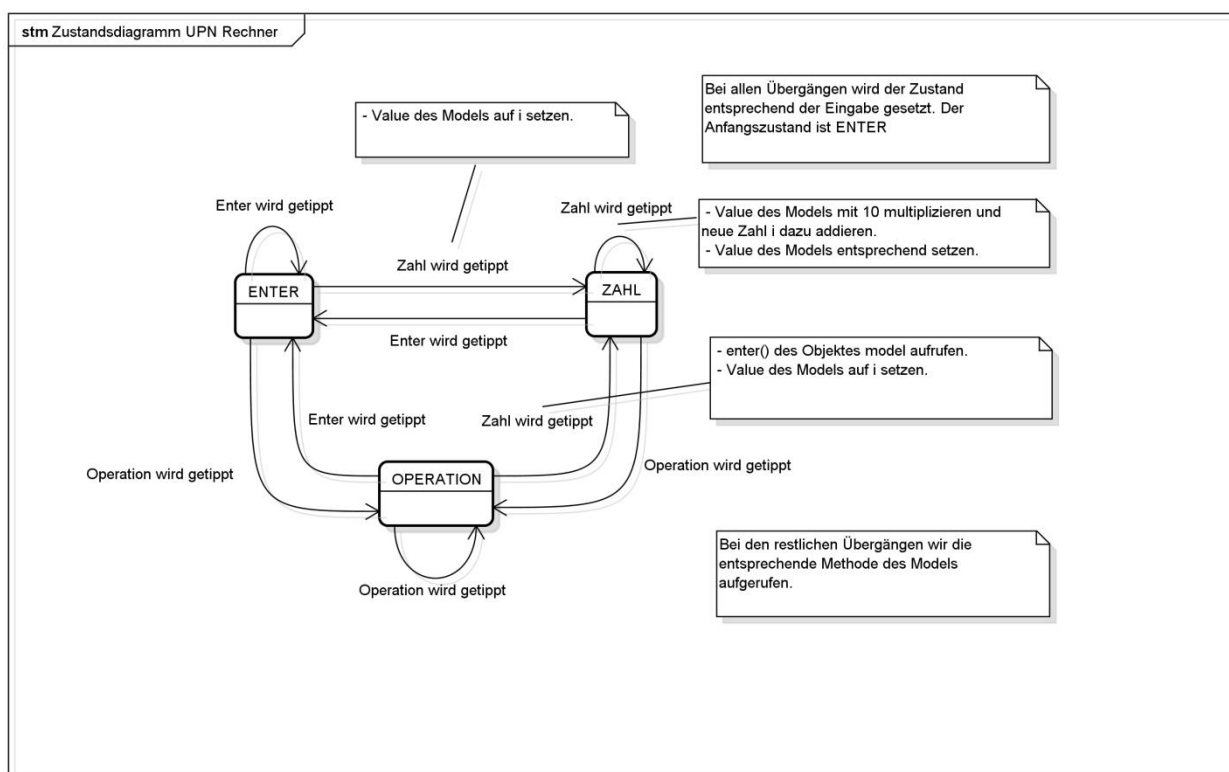 stm Zustandsdiagramm UPN Rechner
Bei allen Übergängen wird der Zustand
entsprechend der Eingabe gesetzt. Der
Anfangszustand ist ENTER
- Value des Models auf i setzen.
Enter wird getippt
Zahl wird getippt
- Value des Models mit 10 multiplizieren und
neue Zahl i dazu addieren.
- Value des Models entsprechend setzen.
Zahl wird getippt
ENTER
ZAHL
Enter wird getippt
- enter() des Objektes model aufrufen.
- Value des Models auf i setzen.
Enter wird getippt
Zahl wird getippt
Operation wird getippt
Operation wird getippt
OPERATION
Bei den restlichen Übergängen wir die
entsprechende Methode des Models
aufgerufen.
Operation wird getippt